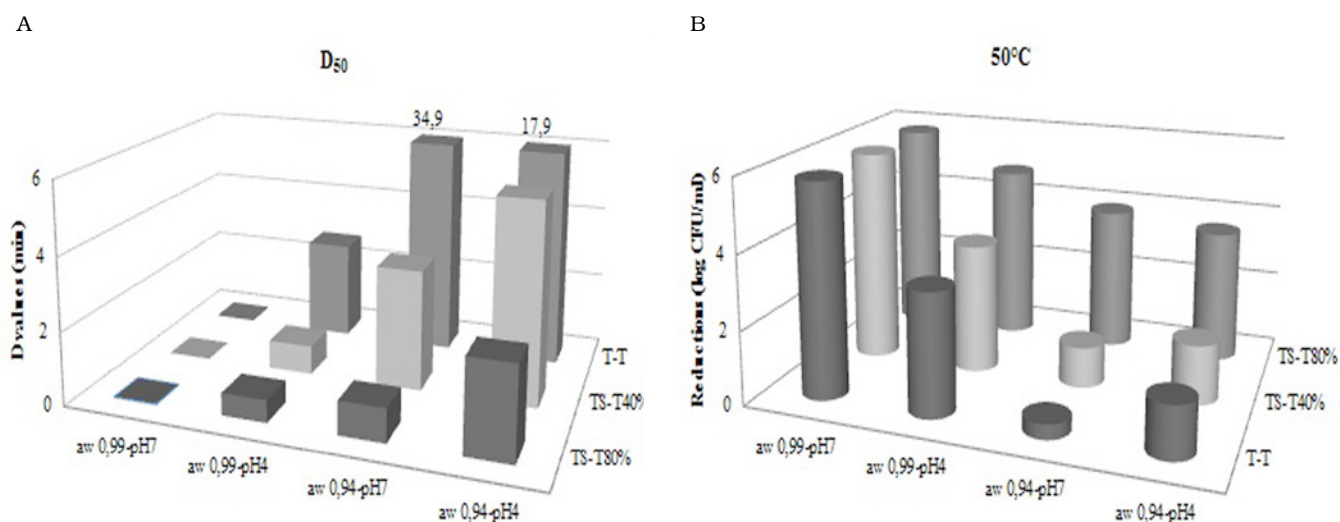 A
D50
34,9
17,9
6
4
2
0
D values (min)
T-T
TS-T40%
TS-T80%
aw 0,99-pH7
aw 0,99-pH4
aw 0,94-pH7
aw 0,94-pH4
B
50°C
6
4
2
0
Reductions (log CFU/ml)
TS-T80%
TS-T40%
T-T
aw 0,99-pH7
aw 0,99-pH4
aw 0,94-pH7
aw 0,94-pH4